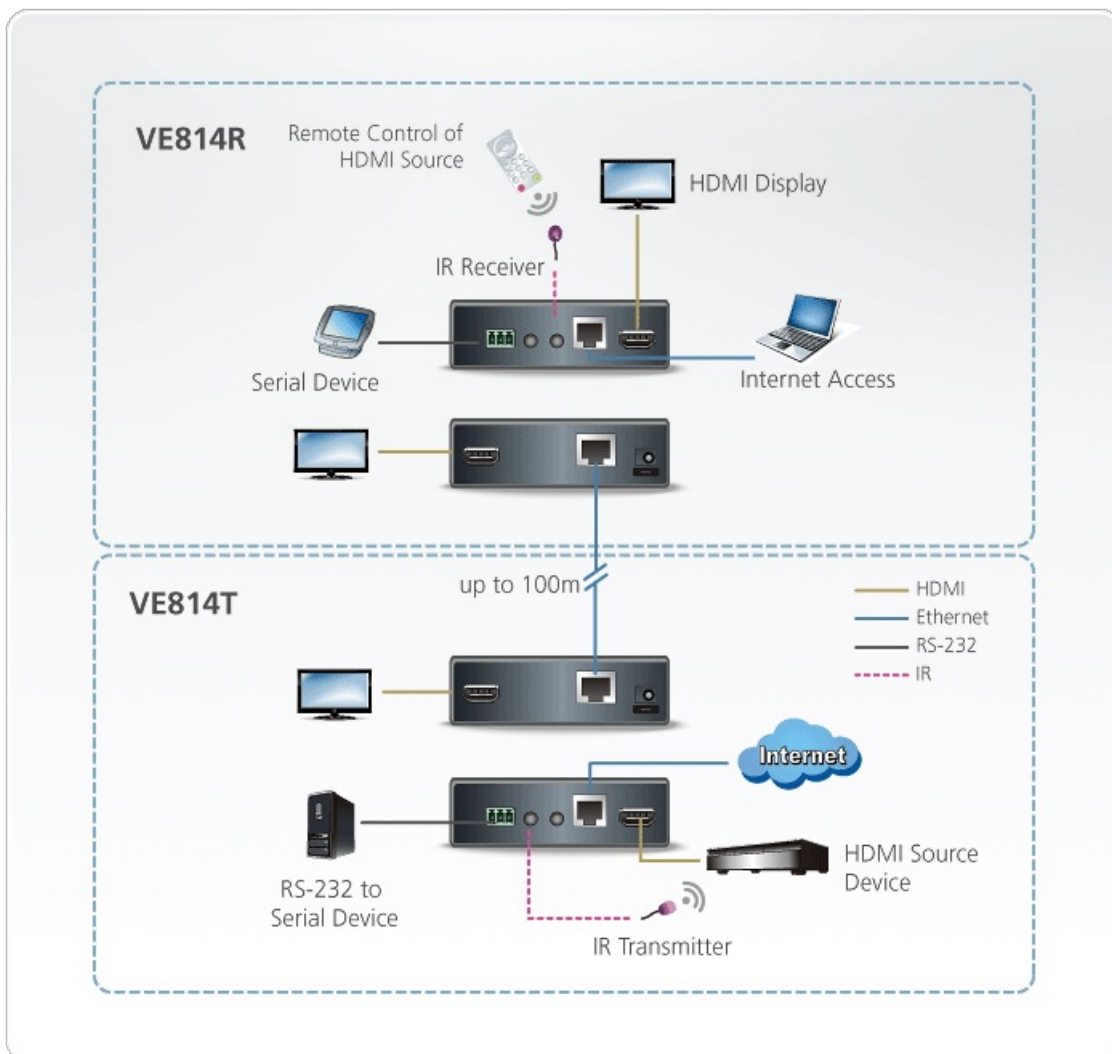 VE814R
Remote Control of
HDMI Source
HDMI Display
IR Receiver
Serial Device
Internet Access
up to 100m
VE814T
HDMI
Ethernet
RS-232
IR
Internet
HDMI Source
Device
RS-232 to
Serial Device
IR Transmitter